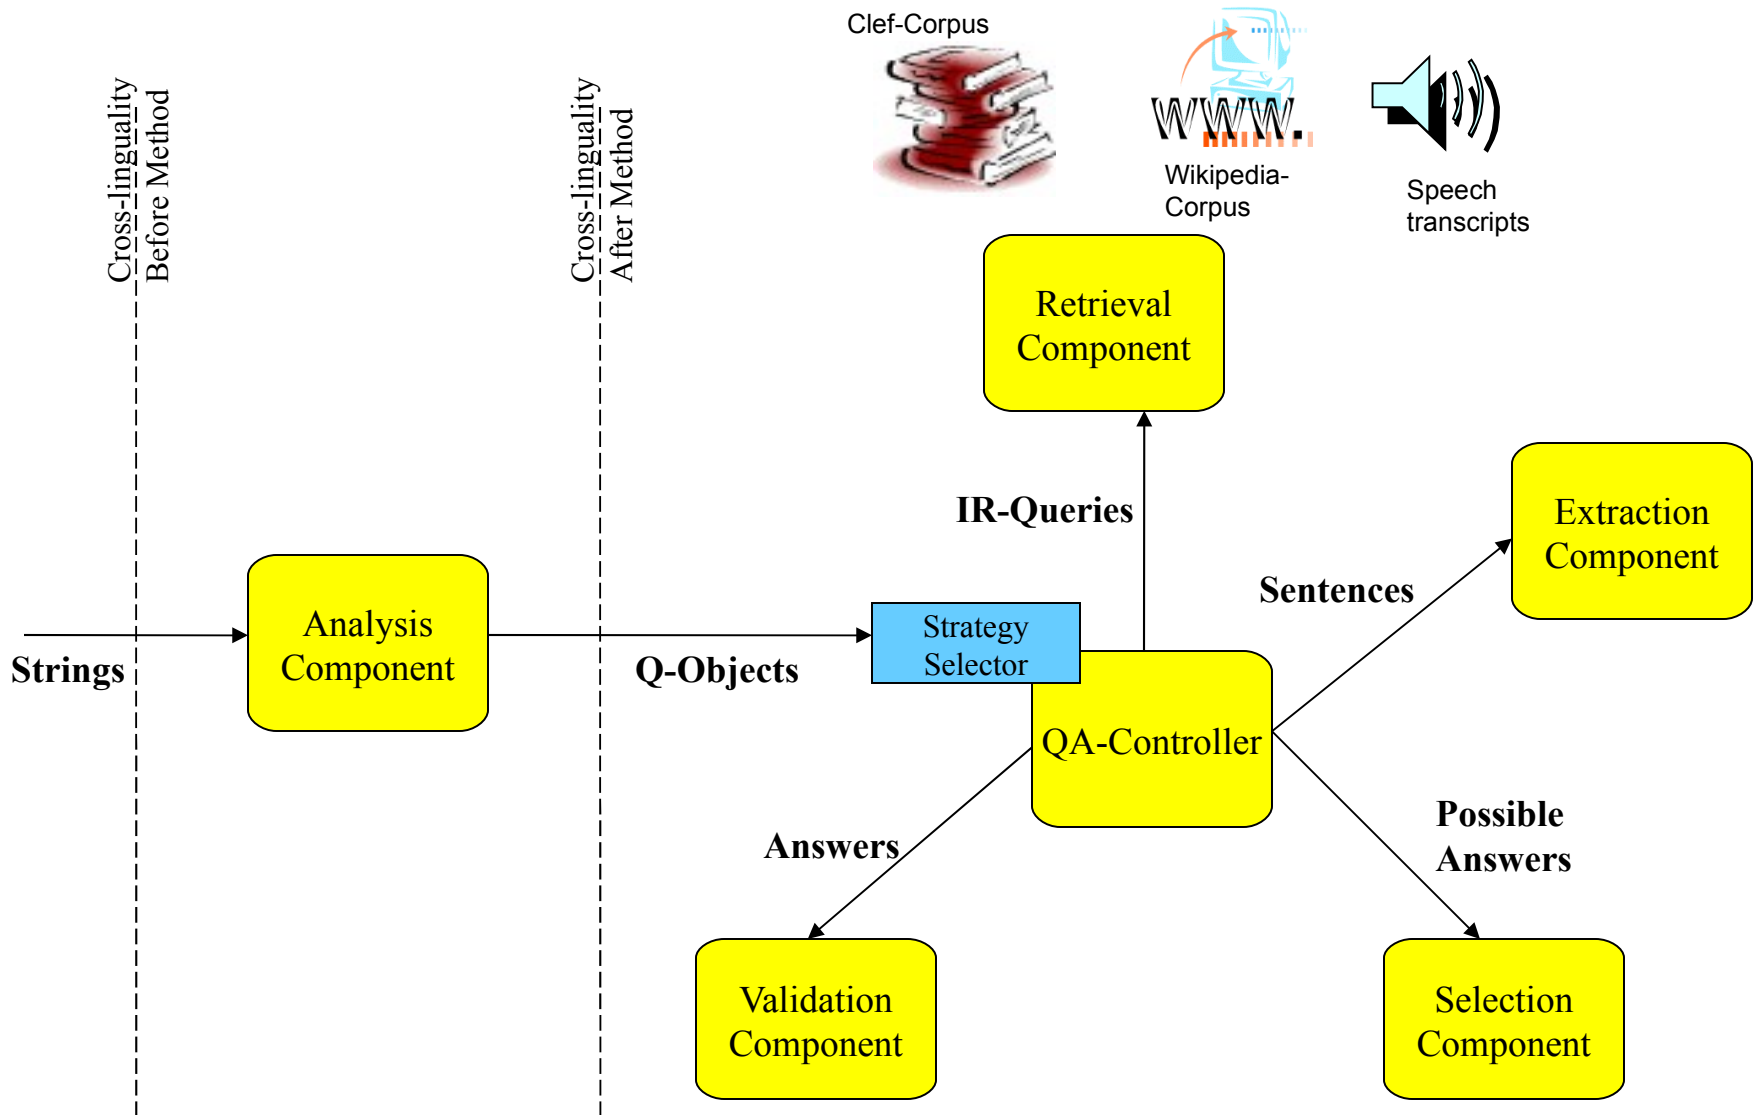 Clef-Corpus
Cross-linguality
Before Method
Cross-linguality
After Method
WWW.
Wikipedia-
Corpus
Speech
transcripts
Retrieval
Component
IR-Queries
Extraction
Component
Sentences
Analysis
Component
Strategy
Selector
Strings
Q-Objects
QA-Controller
Possible
Answers
Answers
Validation
Component
Selection
Component